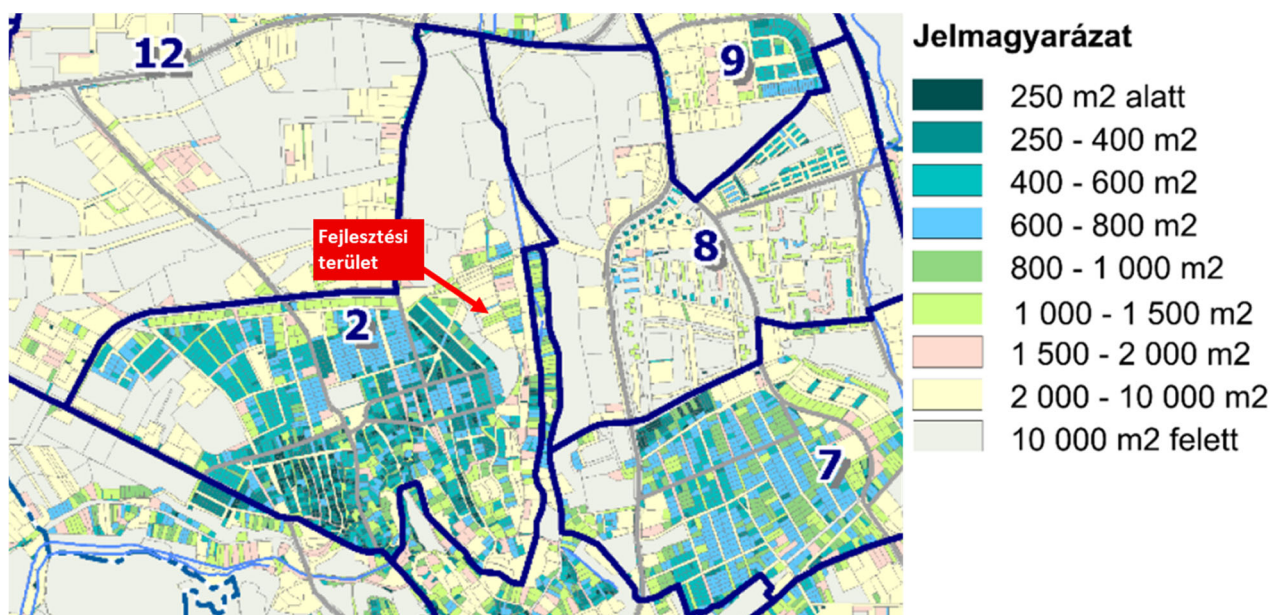 12
9
8
Fejlesztési
terület
2
7
Jelmagyarázat
250 m2 alatt
250 - 400 m2
400 - 600 m2
600 - 800 m2
800 - 1 000 m2
1 000 - 1 500 m2
1 500 - 2 000 m2
2 000 - 10 000 m2
10 000 m2 felett